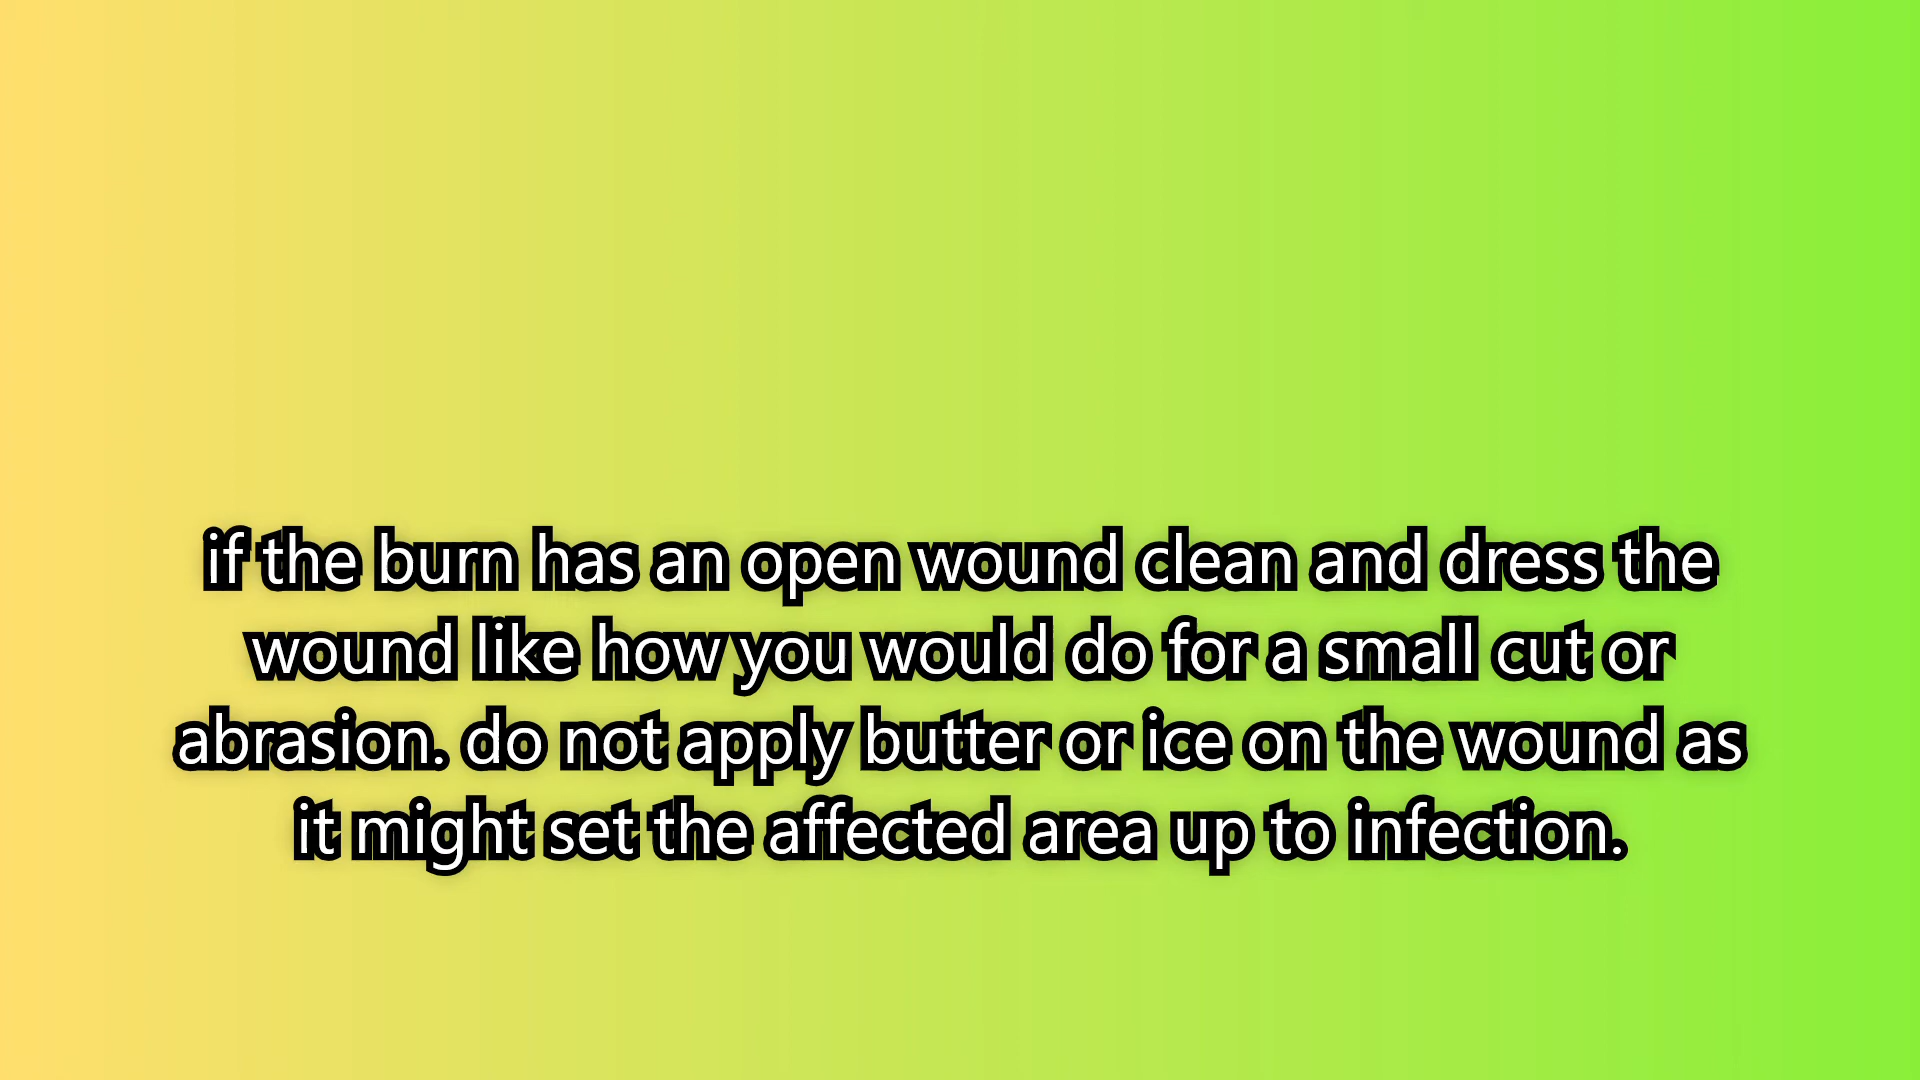 if the burn has an open wound clean and dress the
wound like how you would do for a small cut or
abrasion. do not apply butter or ice on the wound as
it might set the affected area up to infection.